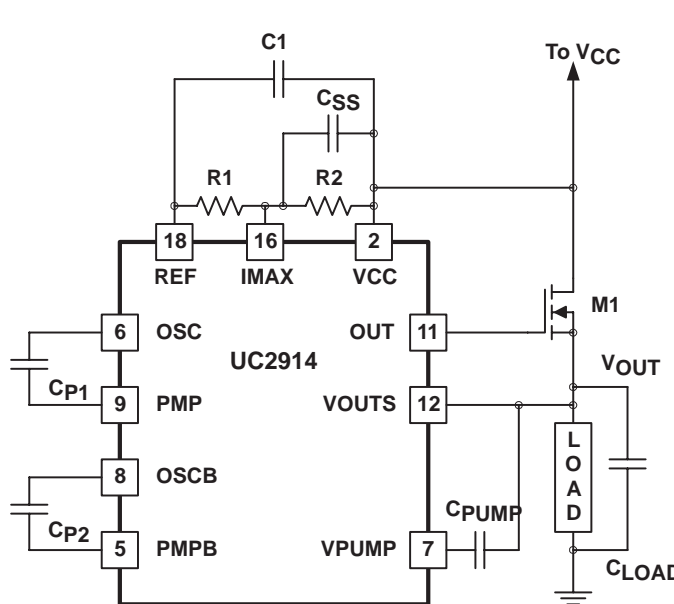 C1
To VCC
CSS
R1
R2
18
16
2
REF
IMAX
VCC
M1
6
OSC
OUT
11
UC2914
CP1
VOUT
9
PMP
VOUTS
12
8
OSCB
LOAD
CP2
CPUMP
5
PMPB
VPUMP
7
CLOAD